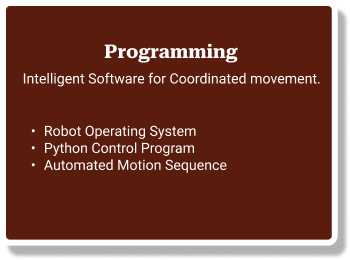 Programming
Intelligent Software for Coordinated movement.
• Robot Operating System
• Python Control Program
• Automated Motion Sequence